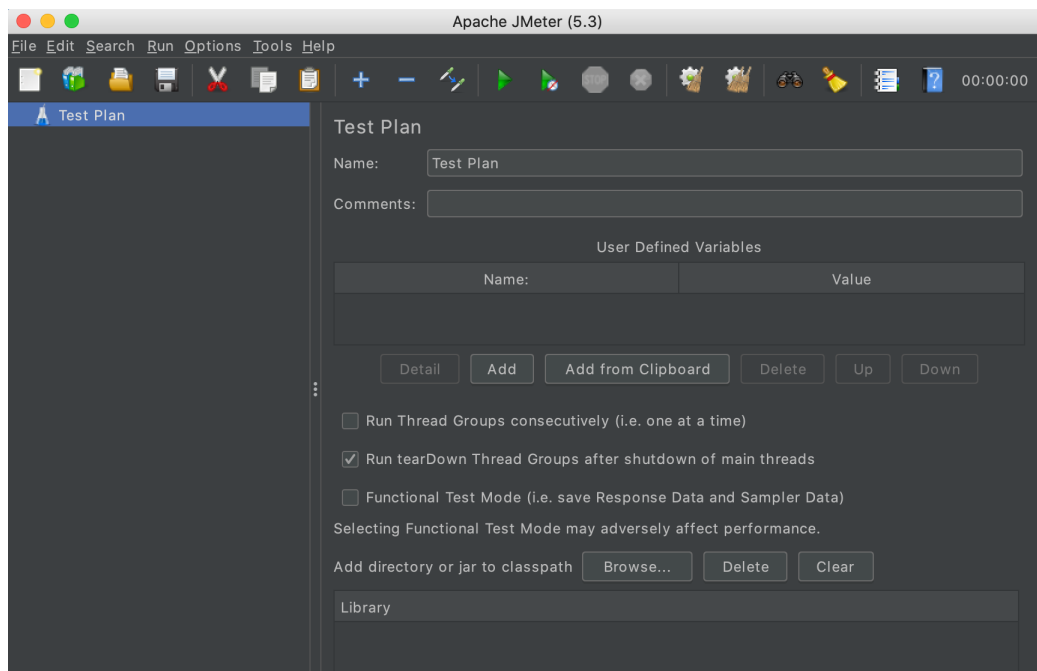 Apache JMeter (5.3)
File Edit Search Run Options Tools Help
STOP
?
00:00:00
Test Plan
Test Plan
Name: Test Plan
Comments:
User Defined Variables
Name: Value
Detail Add Add from Clipboard Delete Up Down
Run Thread Groups consecutively (i.e. one at a time)
Run tearDown Thread Groups after shutdown of main threads
Functional Test Mode (i.e. save Response Data and Sampler Data)
Selecting Functional Test Mode may adversely affect performance.
Add directory or jar to classpath Browse... Delete Clear
Library